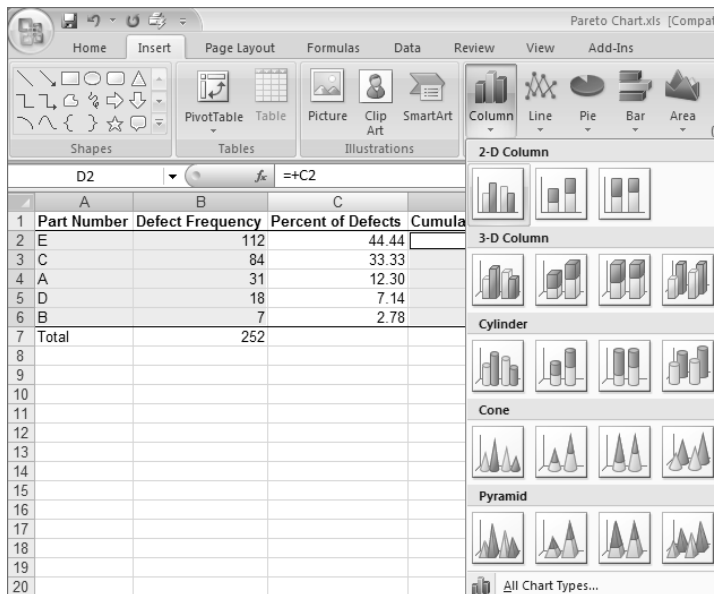 Pareto Chart.xls [Compat
Home Insert Page Layout Formulas Data Review View Add-Ins
PivotTable Table Picture Clip Art SmartArt Column Line Pie Bar Area
Shapes Tables Illustrations
D2 fx =+C2
A B C
1 Part Number Defect Frequency Percent of Defects Cumula
2 E 112 44.44
3 C 84 33.33
4 A 31 12.30
5 D 18 7.14
6 B 7 2.78
7 Total 252
8
9
10
11
12
13
14
15
16
17
18
19
20
2-D Column
3-D Column
Cylinder
Cone
Pyramid
All Chart Types...